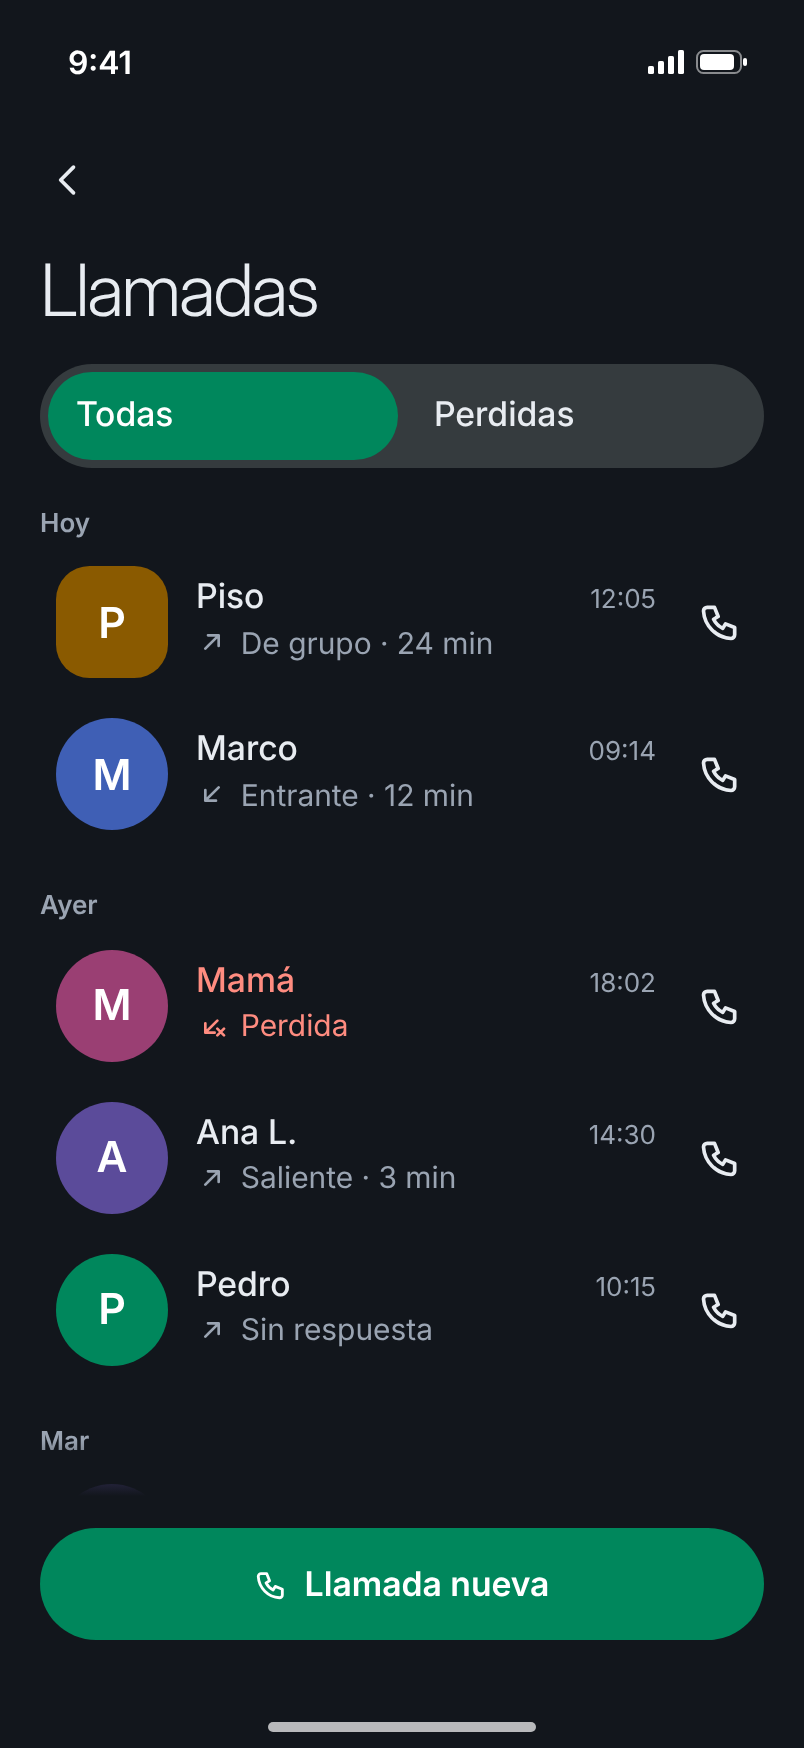 9:41
Llamadas
Todas Perdidas
Hoy
P Piso 12:05
De grupo · 24 min
M Marco 09:14
Entrante · 12 min
Ayer
M Mamá 18:02
Perdida
A Ana L. 14:30
Saliente · 3 min
P Pedro 10:15
Sin respuesta
Mar
Llamada nueva